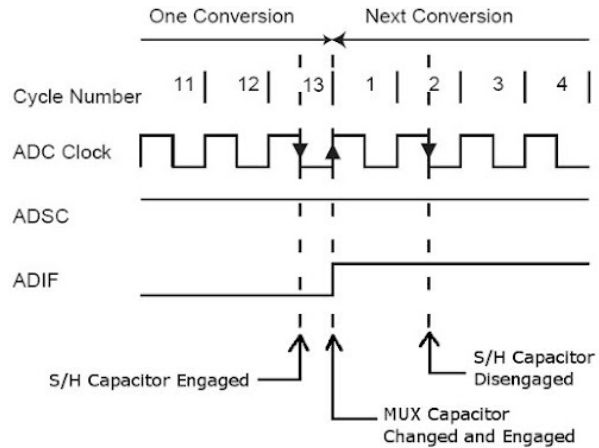 One Conversion Next Conversion
Cycle Number 11 12 13 1 2 3 4
ADC Clock
ADSC
ADIF
S/H Capacitor Engaged
S/H Capacitor
Disengaged
MUX Capacitor
Changed and Engaged